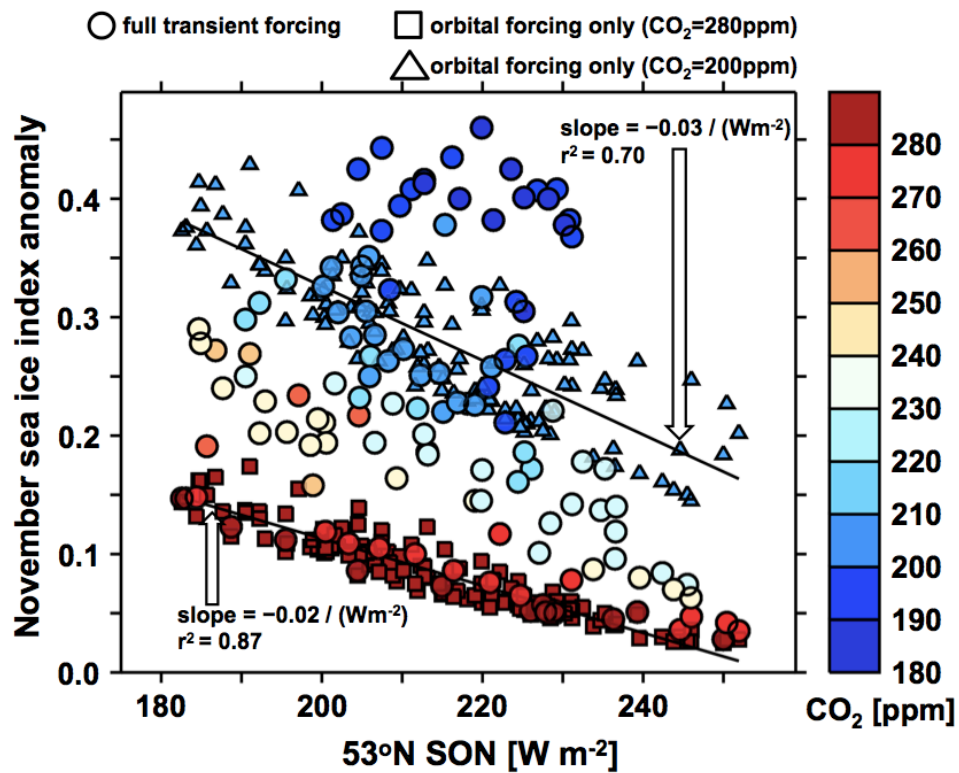 full transient forcing
orbital forcing only (CO₂=280ppm)
orbital forcing only (CO₂=200ppm)
November sea ice index anomaly
0.4
0.3
0.2
0.1
0.0
slope = −0.03 / (Wm⁻²)
r² = 0.70
slope = −0.02 / (Wm⁻²)
r² = 0.87
180
200
220
240
53°N SON [W m⁻²]
280
270
260
250
240
230
220
210
200
190
180
CO₂ [ppm]